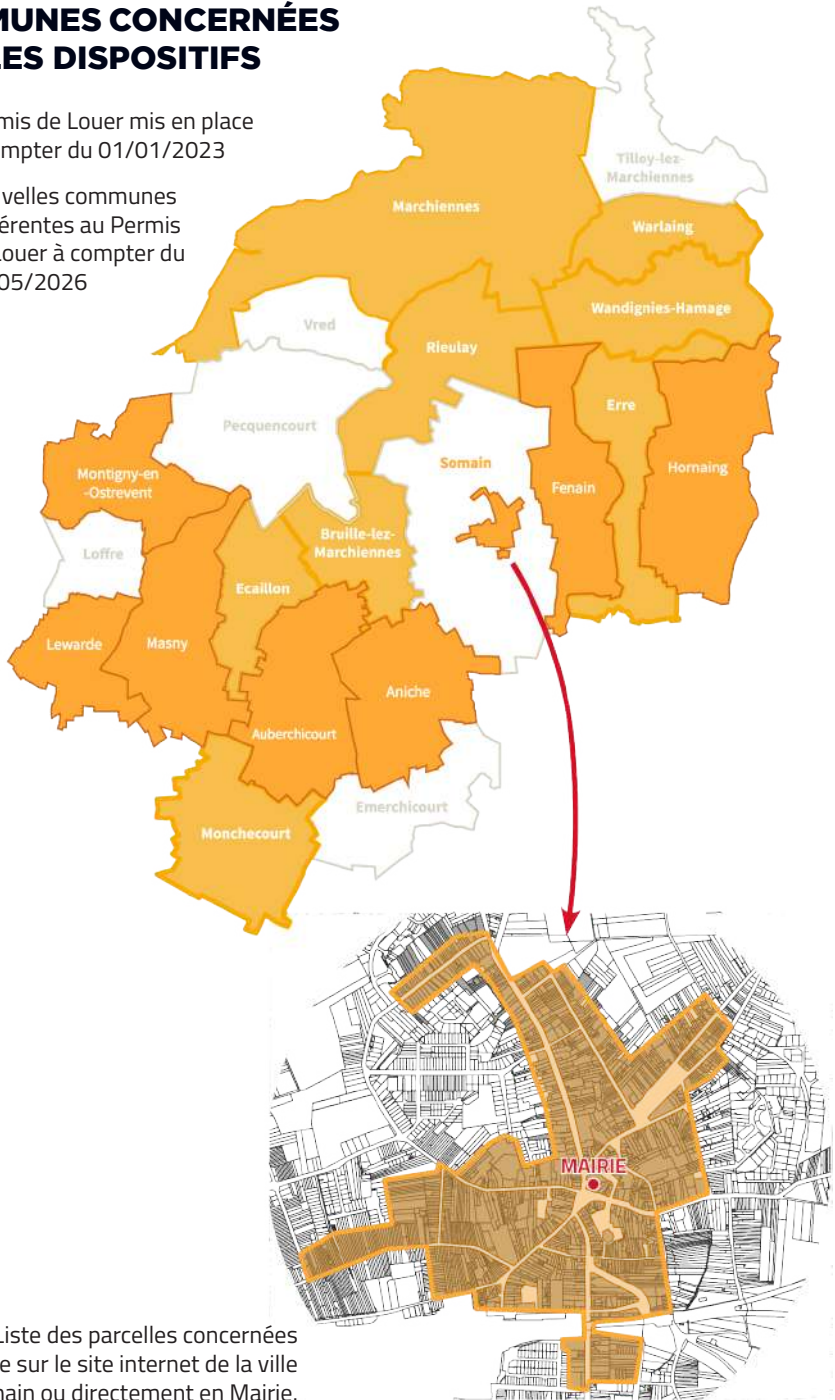 MUNES CONCERNÉES
LES DISPOSITIFS
mis de Louer mis en place
ompter du 01/01/2023
velles communes
érentes au Permis
Louer à compter du
05/2026
Tilloy-lez-
Marchiennes
Marchiennes
Warlaing
Wandignies-Hamage
Vred
Rieulay
Erre
Pecquencourt
Somain
Hornaing
Montigny-en
-Ostrevent
Fenain
Bruille-lez-
Marchiennes
Loffre
Ecaillon
Lewarde
Masny
Aniche
Auberchicourt
Emerchicourt
Monchecourt
MAIRIE
Liste des parcelles concernées
e sur le site internet de la ville
main ou directement en Mairie.